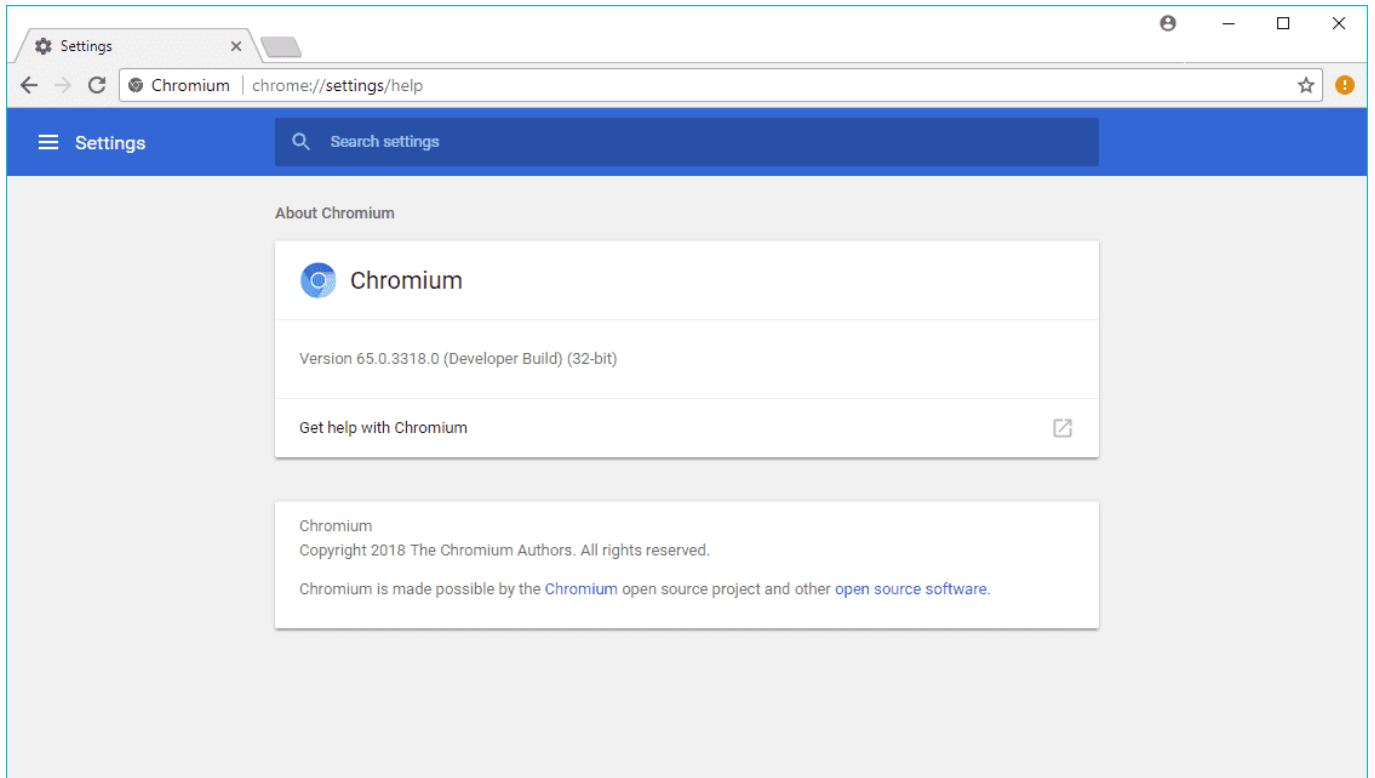 Settings
Chromium | chrome://settings/help
Settings
Search settings
About Chromium
Chromium
Version 65.0.3318.0 (Developer Build) (32-bit)
Get help with Chromium
Chromium
Copyright 2018 The Chromium Authors. All rights reserved.
Chromium is made possible by the Chromium open source project and other open source software.